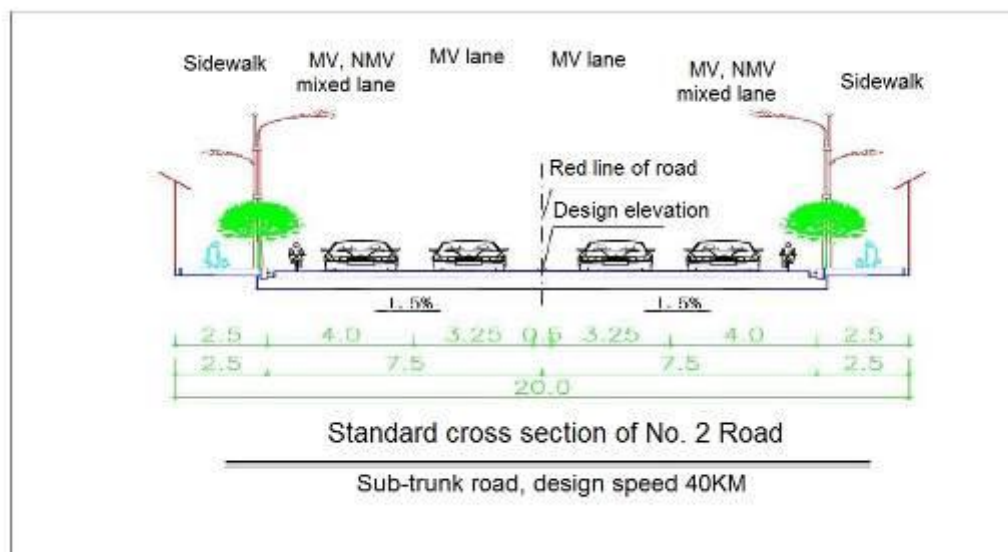 Sidewalk
MV, NMV
mixed lane
MV lane
MV lane
MV, NMV
mixed lane
Sidewalk
Red line of road
Design elevation
1.5%
1.5%
2.5 4.0 3.25 0.5 3.25 4.0 2.5
2.5 7.5 7.5 2.5
20.0
Standard cross section of No. 2 Road
Sub-trunk road, design speed 40KM